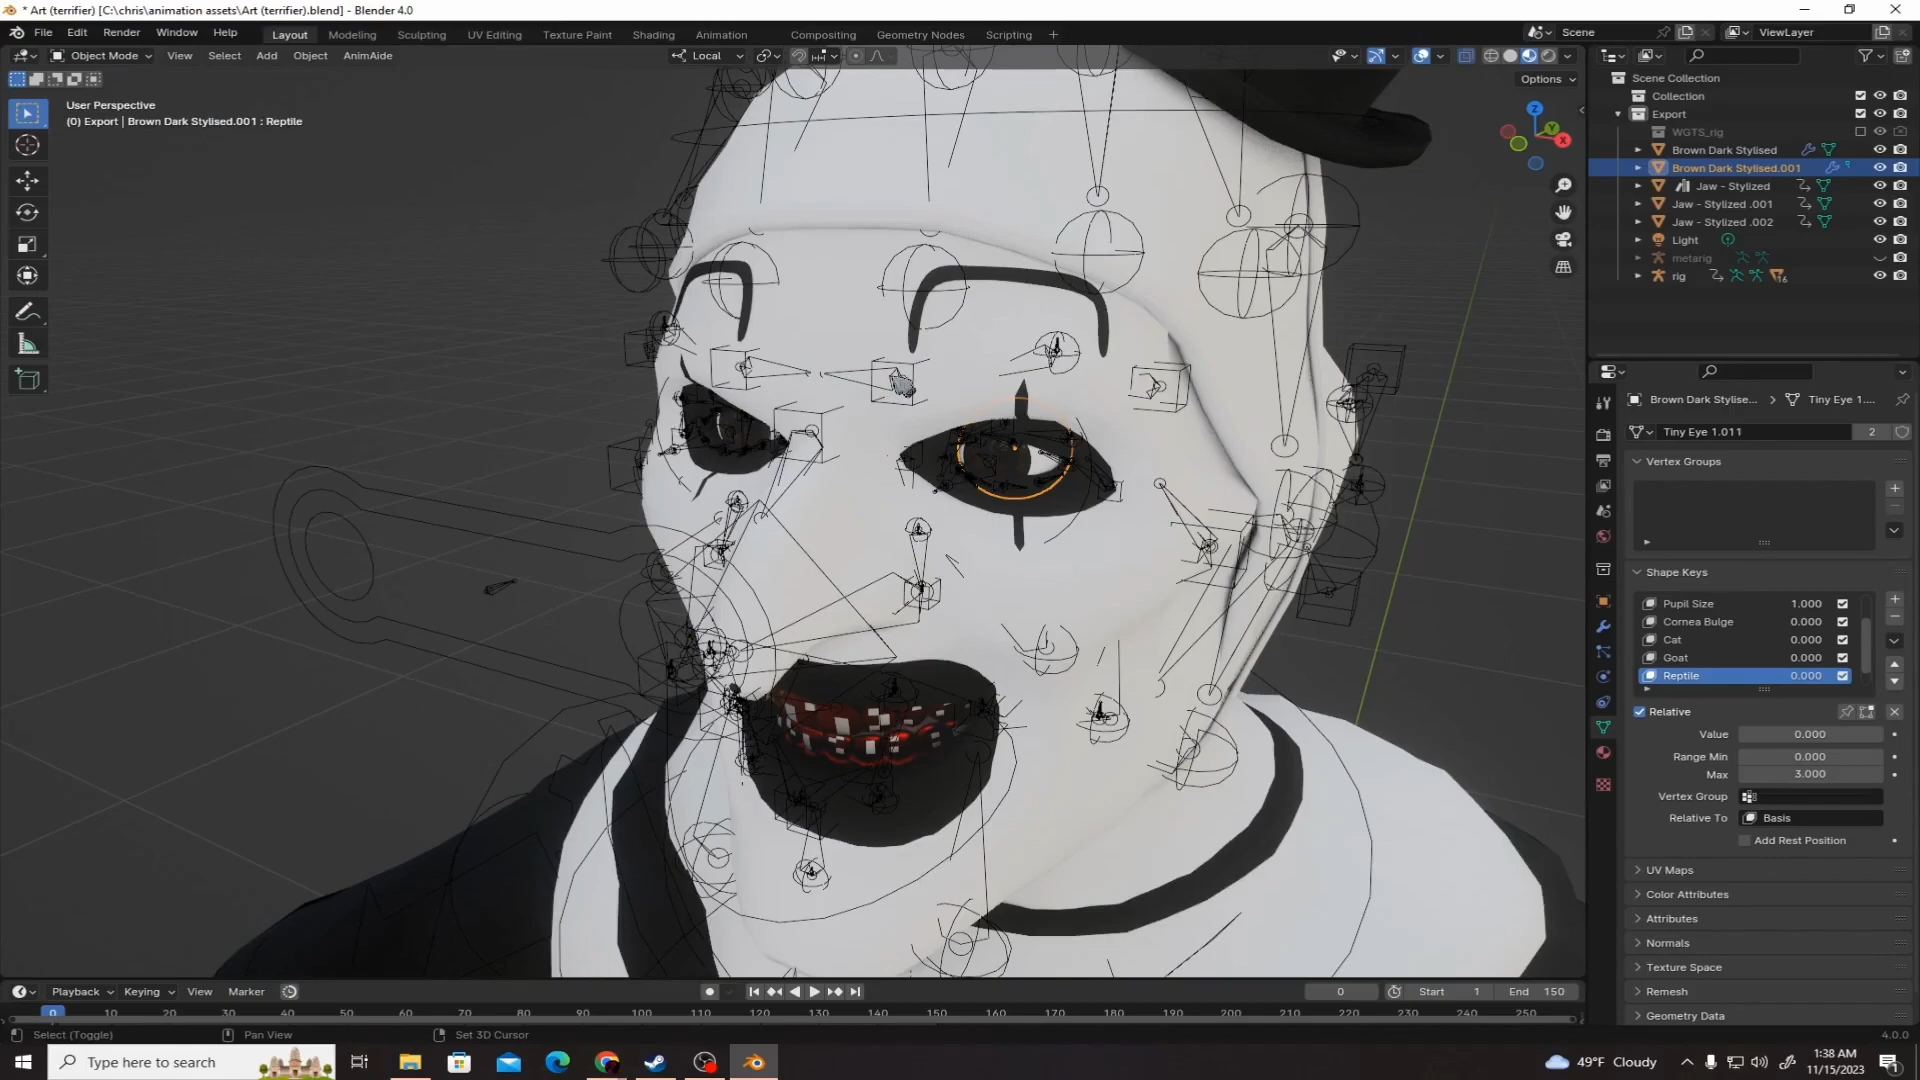 * Art (terrifier) [C:\chris\animation assets\Art (terrifier).blend] - Blender 4.0
File Edit Render Window Help Layout Modeling Sculpting UV Editing Texture Paint Shading Animation Compositing Geometry Nodes Scripting + Scene ViewLayer
Object Mode View Select Add Object AnimAide Local
Options
User Perspective
(0) Export | Brown Dark Stylised.001 : Reptile
Z
Y
X
Scene Collection
Collection
Export
WGTS_rig
Brown Dark Stylised
Brown Dark Stylised.001
Jaw - Stylized
Jaw - Stylized .001
Jaw - Stylized .002
Light
metarig
rig 16
Brown Dark Stylise... > Tiny Eye 1....
Tiny Eye 1.011 2
Vertex Groups
Shape Keys
Pupil Size 1.000
Cornea Bulge 0.000
Cat 0.000
Goat 0.000
Reptile 0.000
Relative
Value 0.000
Range Min 0.000
Max 3.000
Vertex Group
Relative To Basis
Add Rest Position
UV Maps
Color Attributes
Attributes
Normals
Texture Space
Remesh
Geometry Data
Playback Keying View Marker 0 Start 1 End 150
0 10 20 30 40 50 60 70 80 90 100 110 120 130 140 150 160 170 180 190 200 210 220 230 240 250
Select (Toggle) Pan View Set 3D Cursor 4.0.0
Type here to search 49°F Cloudy 1:38 AM
11/15/2023 1